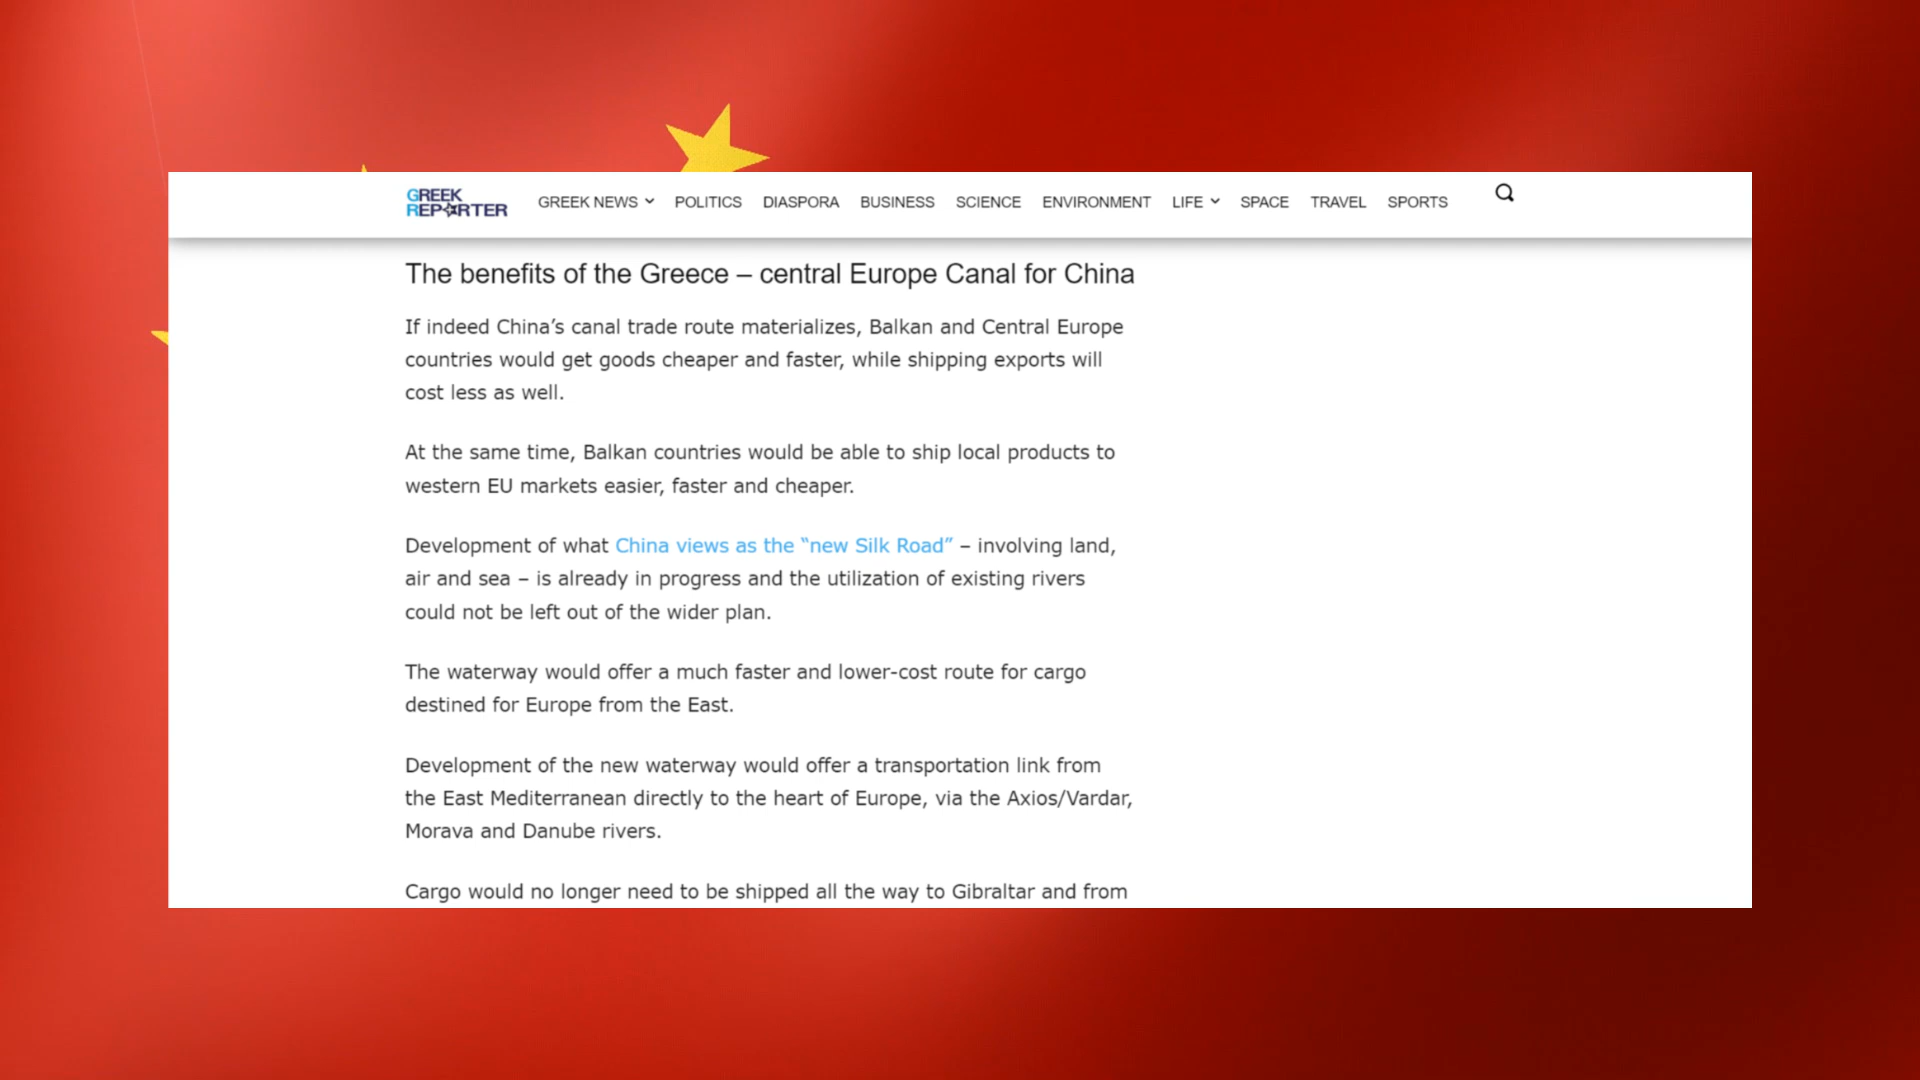 GREEK REPORTER
GREEK NEWS POLITICS DIASPORA BUSINESS SCIENCE ENVIRONMENT LIFE SPACE TRAVEL SPORTS
The benefits of the Greece – central Europe Canal for China
If indeed China’s canal trade route materializes, Balkan and Central Europe
countries would get goods cheaper and faster, while shipping exports will
cost less as well.
At the same time, Balkan countries would be able to ship local products to
western EU markets easier, faster and cheaper.
Development of what China views as the “new Silk Road” – involving land,
air and sea – is already in progress and the utilization of existing rivers
could not be left out of the wider plan.
The waterway would offer a much faster and lower-cost route for cargo
destined for Europe from the East.
Development of the new waterway would offer a transportation link from
the East Mediterranean directly to the heart of Europe, via the Axios/Vardar,
Morava and Danube rivers.
Cargo would no longer need to be shipped all the way to Gibraltar and from